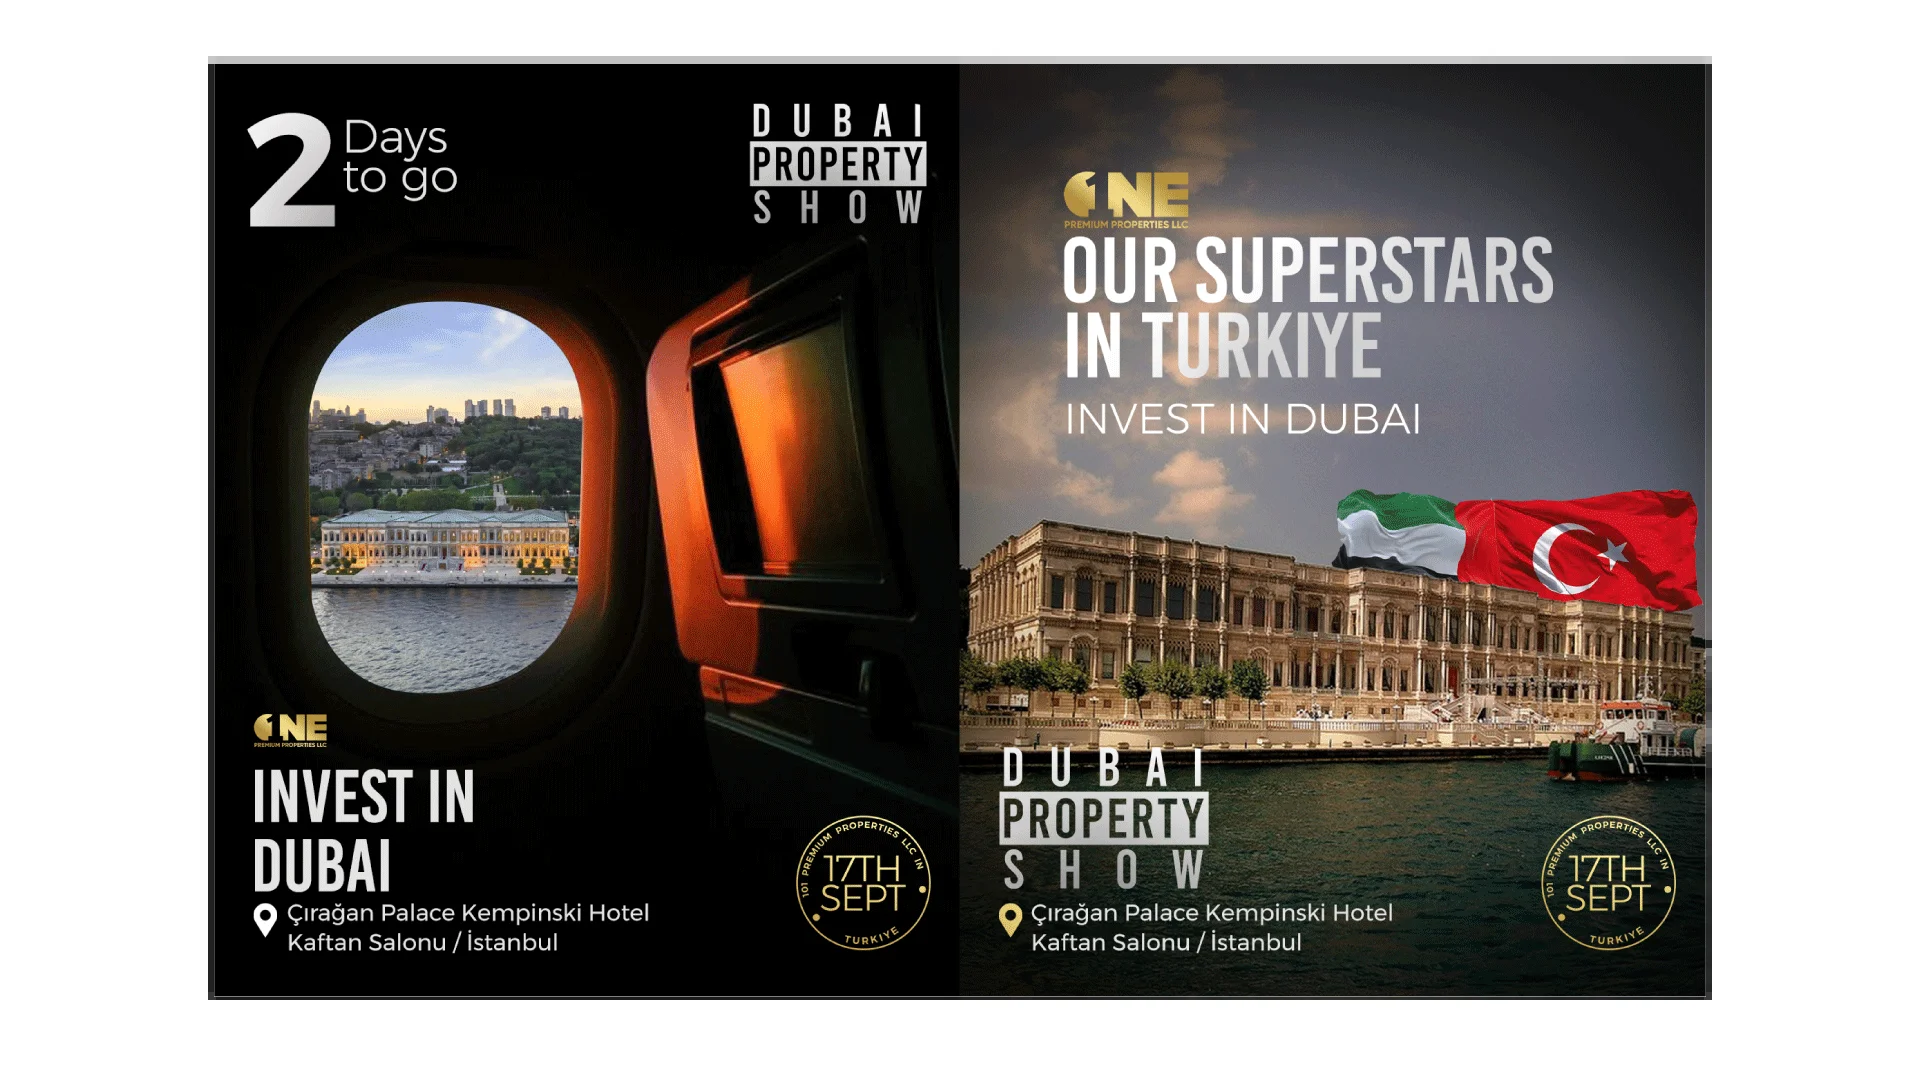 2
Days
to go
DUBAI
PROPERTY
SHOW
ONE
PREMIUM PROPERTIES LLC
INVEST IN
DUBAI
Çırağan Palace Kempinski Hotel
Kaftan Salonu / İstanbul
101 PREMIUM PROPERTIES LLC IN
17TH
SEPT
TURKIYE
ONE
PREMIUM PROPERTIES LLC
OUR SUPERSTARS
IN TURKIYE
INVEST IN DUBAI
DUBAI
PROPERTY
SHOW
Çırağan Palace Kempinski Hotel
Kaftan Salonu / İstanbul
101 PREMIUM PROPERTIES LLC IN
17TH
SEPT
TURKIYE